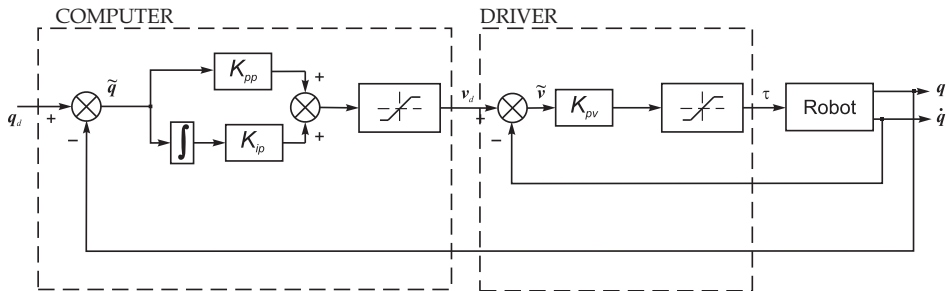 COMPUTER
DRIVER
q̃
K_pp
+
q_d
+
−
∫
K_ip
+
v_d
+
−
ṽ
K_pv
τ
Robot
q
q̇